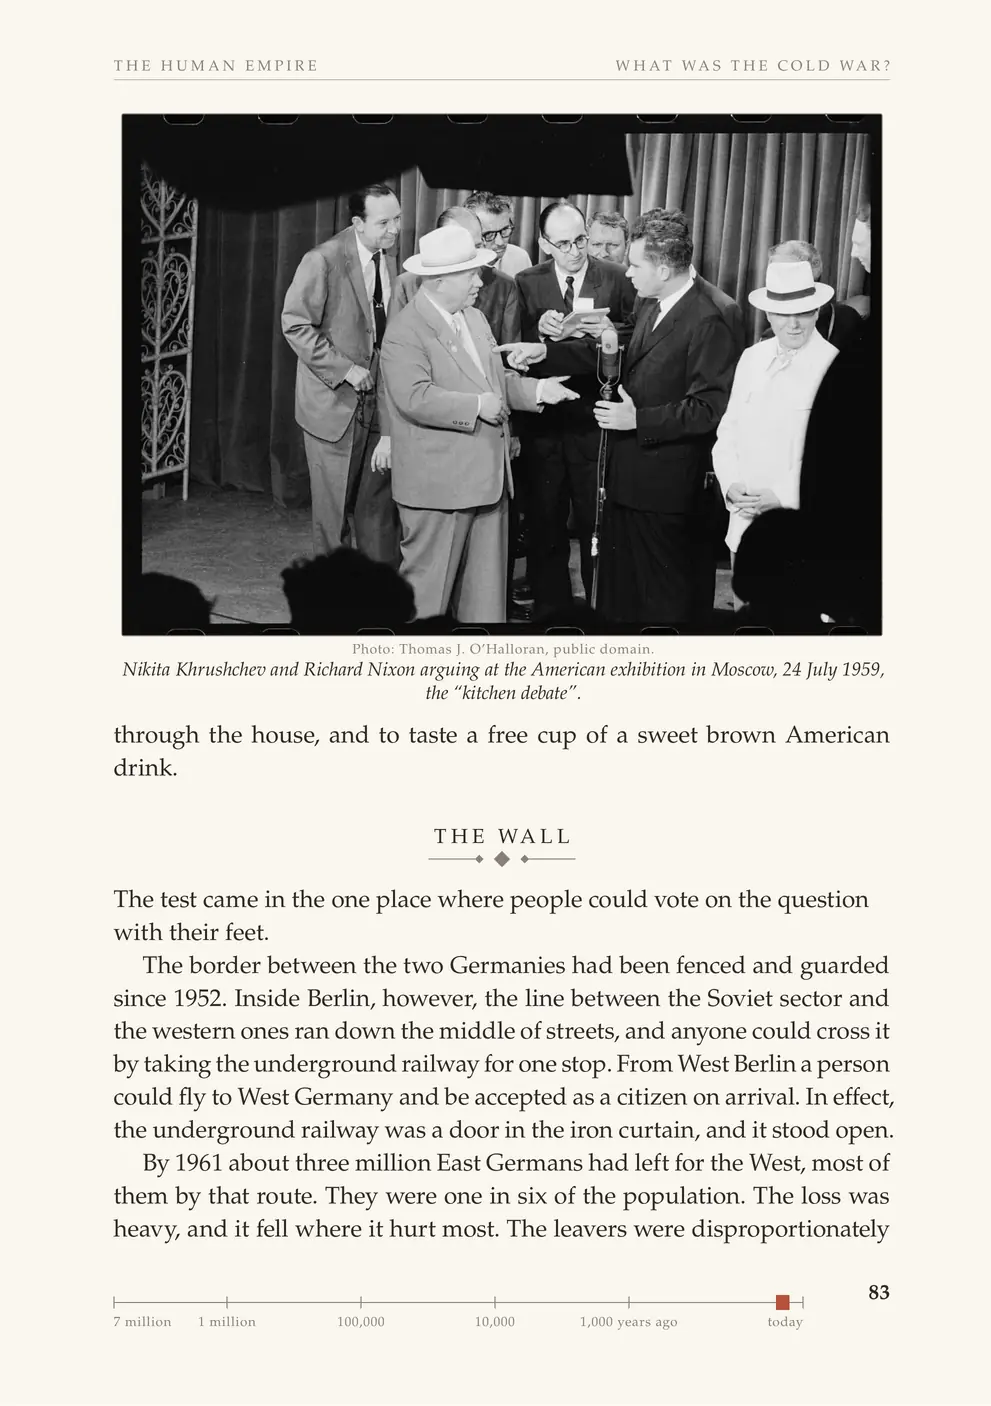 THE HUMAN EMPIRE
WHAT WAS THE COLD WAR?
Photo: Thomas J. O’Halloran, public domain.
Nikita Khrushchev and Richard Nixon arguing at the American exhibition in Moscow, 24 July 1959,
the “kitchen debate”.
through the house, and to taste a free cup of a sweet brown American
drink.
THE WALL
The test came in the one place where people could vote on the question
with their feet.
The border between the two Germanies had been fenced and guarded
since 1952. Inside Berlin, however, the line between the Soviet sector and
the western ones ran down the middle of streets, and anyone could cross it
by taking the underground railway for one stop. From West Berlin a person
could fly to West Germany and be accepted as a citizen on arrival. In effect,
the underground railway was a door in the iron curtain, and it stood open.
By 1961 about three million East Germans had left for the West, most of
them by that route. They were one in six of the population. The loss was
heavy, and it fell where it hurt most. The leavers were disproportionately
83
7 million
1 million
100,000
10,000
1,000 years ago
today